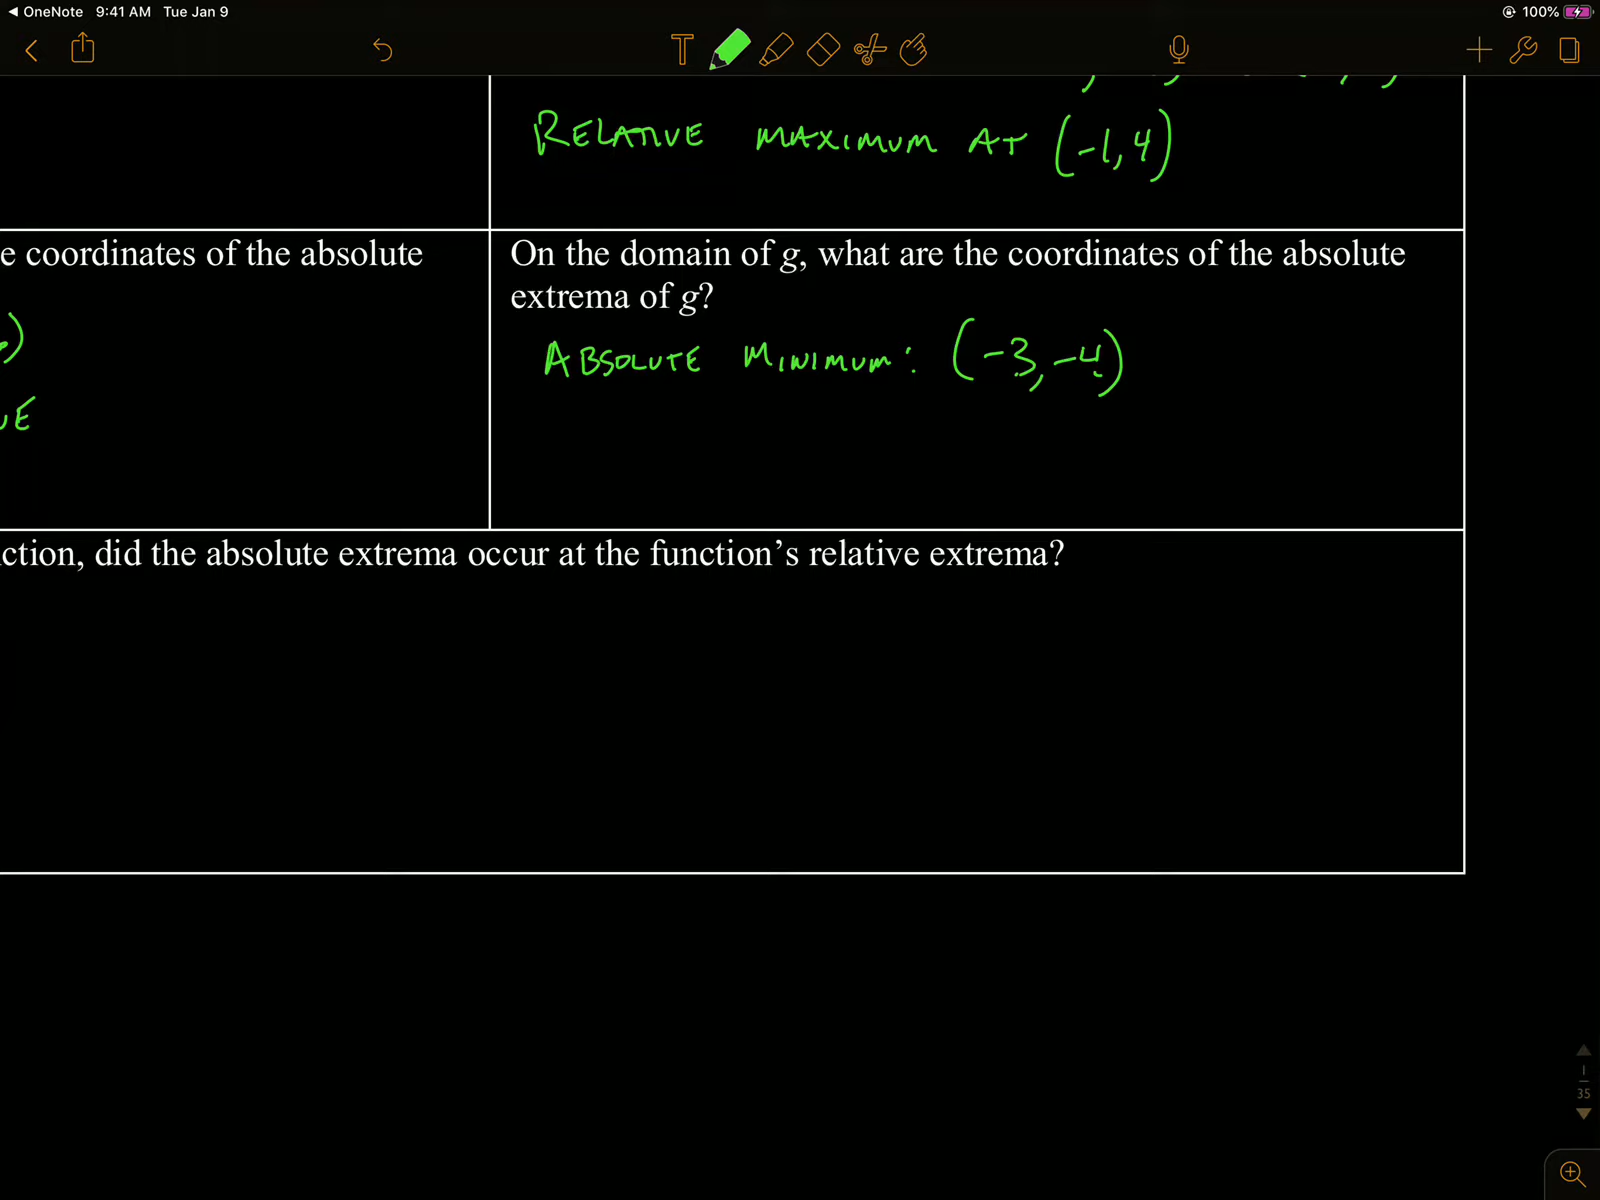 OneNote 9:41 AM Tue Jan 9 100%
T
RELATIVE MAXIMUM AT (-1,4)
e coordinates of the absolute
On the domain of g, what are the coordinates of the absolute
extrema of g?
ABSOLUTE MINIMUM: (-3,-4)
VE
ction, did the absolute extrema occur at the function’s relative extrema?
1
35